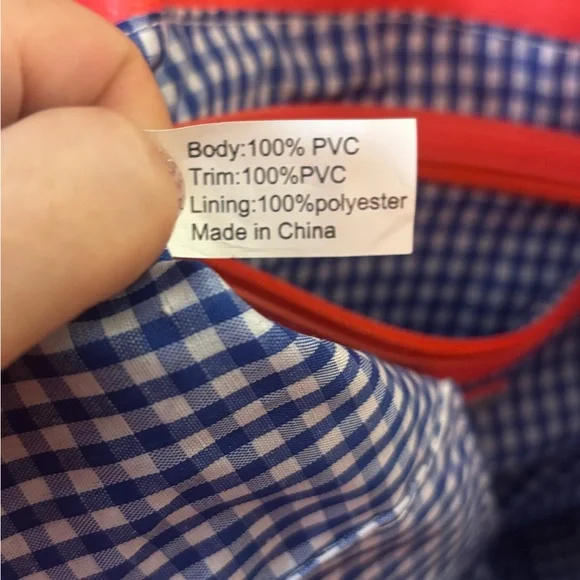 Body:100% PVC
Trim:100%PVC
Lining:100%polyester
Made in China